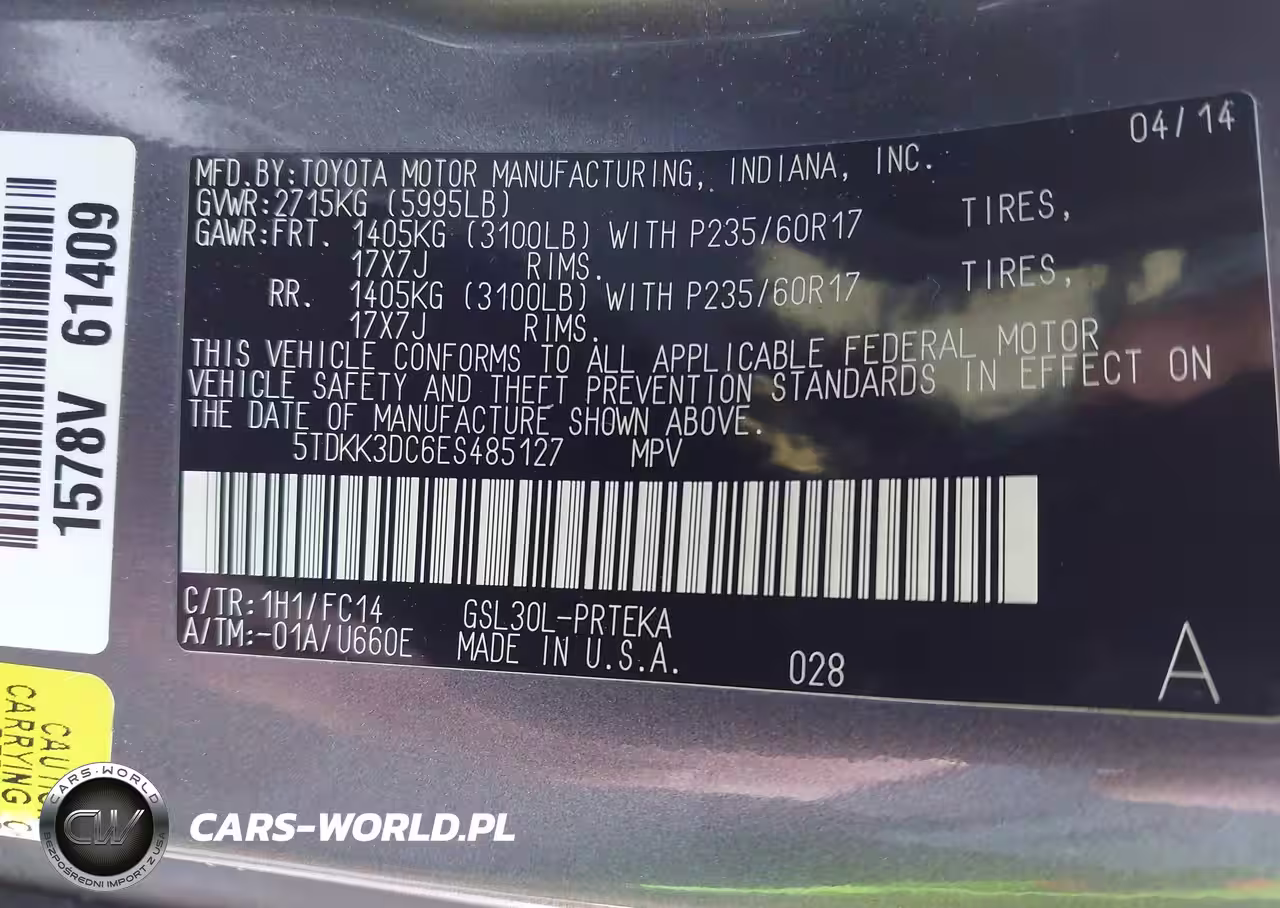 04/14
MFD.BY:TOYOTA MOTOR MANUFACTURING, INDIANA, INC.
GVWR:2715KG (5995LB)
GAWR:FRT. 1405KG (3100LB) WITH P235/60R17 TIRES,
17X7J RIMS.
RR. 1405KG (3100LB) WITH P235/60R17 TIRES,
17X7J RIMS.
THIS VEHICLE CONFORMS TO ALL APPLICABLE FEDERAL MOTOR
VEHICLE SAFETY AND THEFT PREVENTION STANDARDS IN EFFECT ON
THE DATE OF MANUFACTURE SHOWN ABOVE.
5TDKK3DC6ES485127 MPV
C/TR:1H1/FC14 GSL30L-PRTEKA
A/TM:-01A/U660E MADE IN U.S.A.
028
A
1578V 61409
CARRYING C
CARS-WORLD
CW
BEZPOŚREDNI IMPORT Z USA
CARS-WORLD.PL